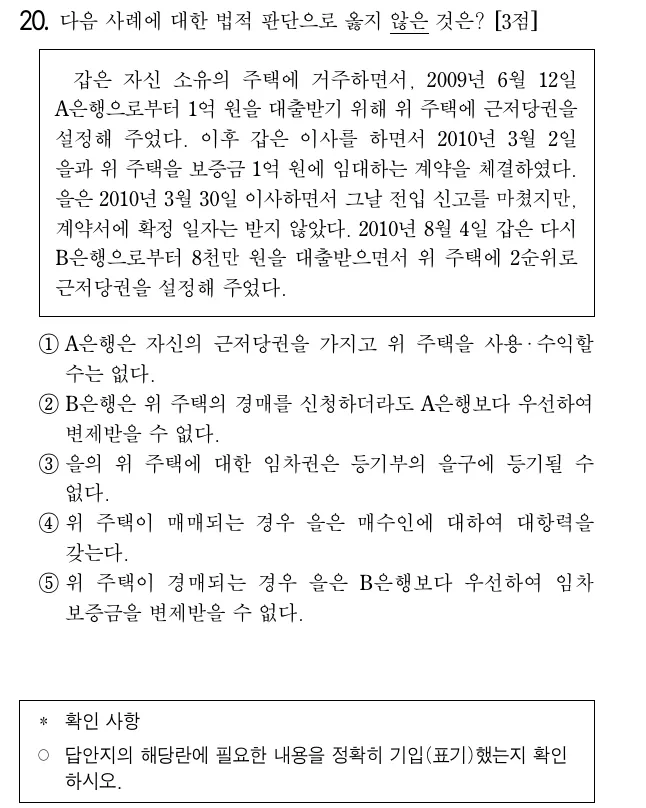 20. 다음 사례에 대한 법적 판단으로 옳지 않은 것은? [3점]
갑은 자신 소유의 주택에 거주하면서, 2009년 6월 12일
A은행으로부터 1억 원을 대출받기 위해 위 주택에 근저당권을
설정해 주었다. 이후 갑은 이사를 하면서 2010년 3월 2일
을과 위 주택을 보증금 1억 원에 임대하는 계약을 체결하였다.
을은 2010년 3월 30일 이사하면서 그날 전입 신고를 마쳤지만,
계약서에 확정 일자는 받지 않았다. 2010년 8월 4일 갑은 다시
B은행으로부터 8천만 원을 대출받으면서 위 주택에 2순위로
근저당권을 설정해 주었다.
① A은행은 자신의 근저당권을 가지고 위 주택을 사용·수익할
수는 없다.
② B은행은 위 주택의 경매를 신청하더라도 A은행보다 우선하여
변제받을 수 없다.
③ 을의 위 주택에 대한 임차권은 등기부의 을구에 등기될 수
없다.
④ 위 주택이 매매되는 경우 을은 매수인에 대하여 대항력을
갖는다.
⑤ 위 주택이 경매되는 경우 을은 B은행보다 우선하여 임차
보증금을 변제받을 수 없다.
* 확인 사항
○ 답안지의 해당란에 필요한 내용을 정확히 기입(표기)했는지 확인
하시오.